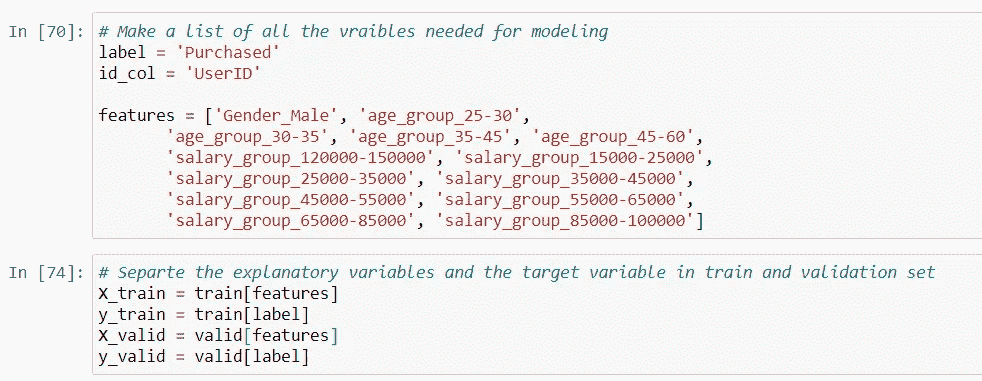 In [70]: # Make a list of all the vraibles needed for modeling
label = 'Purchased'
id_col = 'UserID'
features = ['Gender_Male', 'age_group_25-30',
'age_group_30-35', 'age_group_35-45', 'age_group_45-60',
'salary_group_120000-150000', 'salary_group_15000-25000',
'salary_group_25000-35000', 'salary_group_35000-45000',
'salary_group_45000-55000', 'salary_group_55000-65000',
'salary_group_65000-85000', 'salary_group_85000-100000']
In [74]: # Separte the explanatory variables and the target variable in train and validation set
X_train = train[features]
y_train = train[label]
X_valid = valid[features]
y_valid = valid[label]